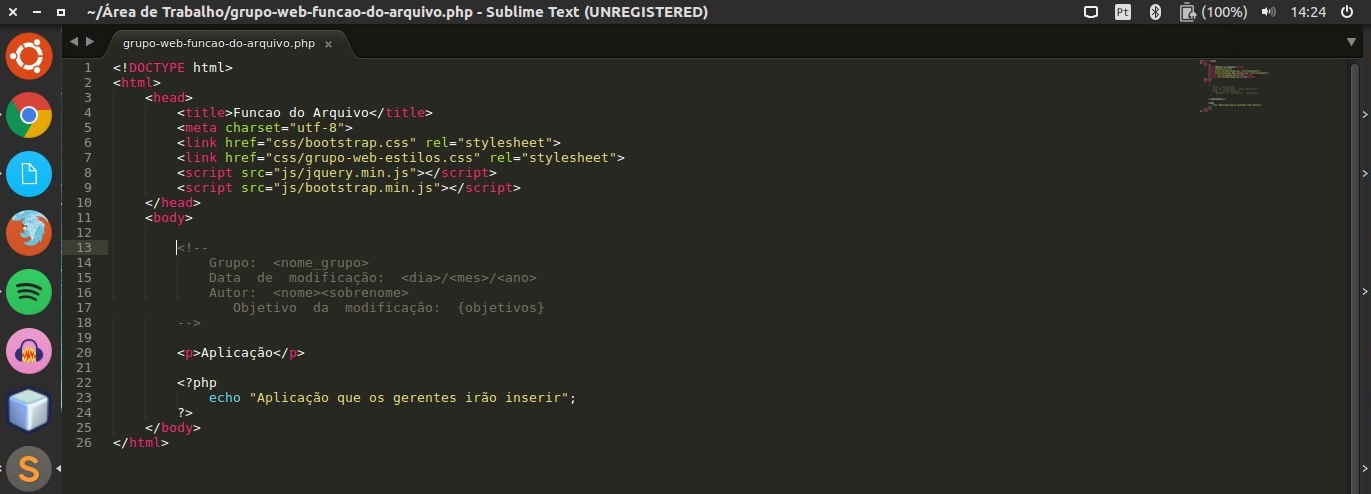 ~/Área de Trabalho/grupo-web-funcao-do-arquivo.php - Sublime Text (UNREGISTERED)
Pt
(100%)
14:24
grupo-web-funcao-do-arquivo.php ×
1 <!DOCTYPE html>
2 <html>
3 <head>
4 <title>Funcao do Arquivo</title>
5 <meta charset="utf-8">
6 <link href="css/bootstrap.css" rel="stylesheet">
7 <link href="css/grupo-web-estilos.css" rel="stylesheet">
8 <script src="js/jquery.min.js"></script>
9 <script src="js/bootstrap.min.js"></script>
10 </head>
11 <body>
12
13 <!--
14 Grupo: <nome_grupo>
15 Data de modificação: <dia>/<mes>/<ano>
16 Autor: <nome><sobrenome>
17 Objetivo da modificação: {objetivos}
18 -->
19
20 <p>Aplicação</p>
21
22 <?php
23 echo "Aplicação que os gerentes irão inserir";
24 ?>
25 </body>
26 </html>
S